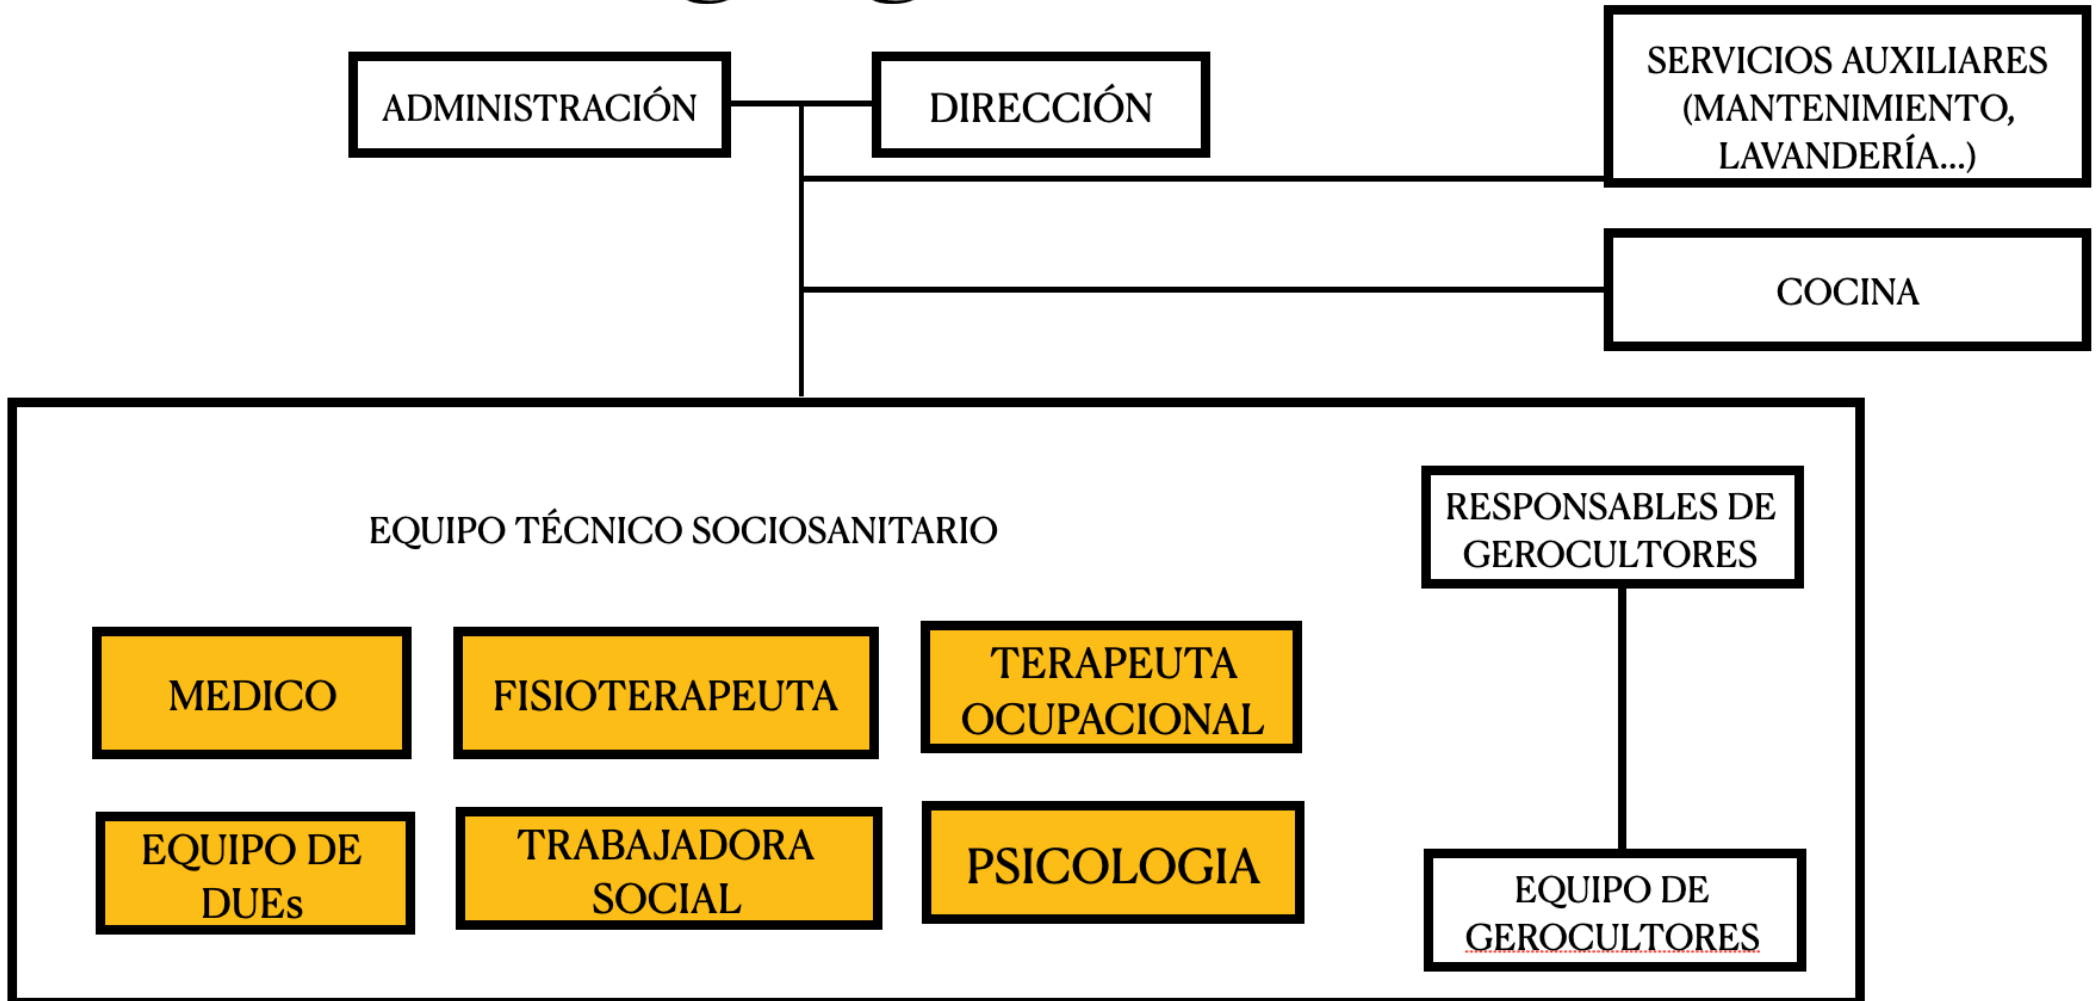 ADMINISTRACIÓN
DIRECCIÓN
SERVICIOS AUXILIARES
(MANTENIMIENTO,
LAVANDERÍA...)
COCINA
EQUIPO TÉCNICO SOCIOSANITARIO
RESPONSABLES DE
GEROCULTORES
MEDICO
FISIOTERAPEUTA
TERAPEUTA
OCUPACIONAL
EQUIPO DE
DUEs
TRABAJADORA
SOCIAL
PSICOLOGIA
EQUIPO DE
GEROCULTORES